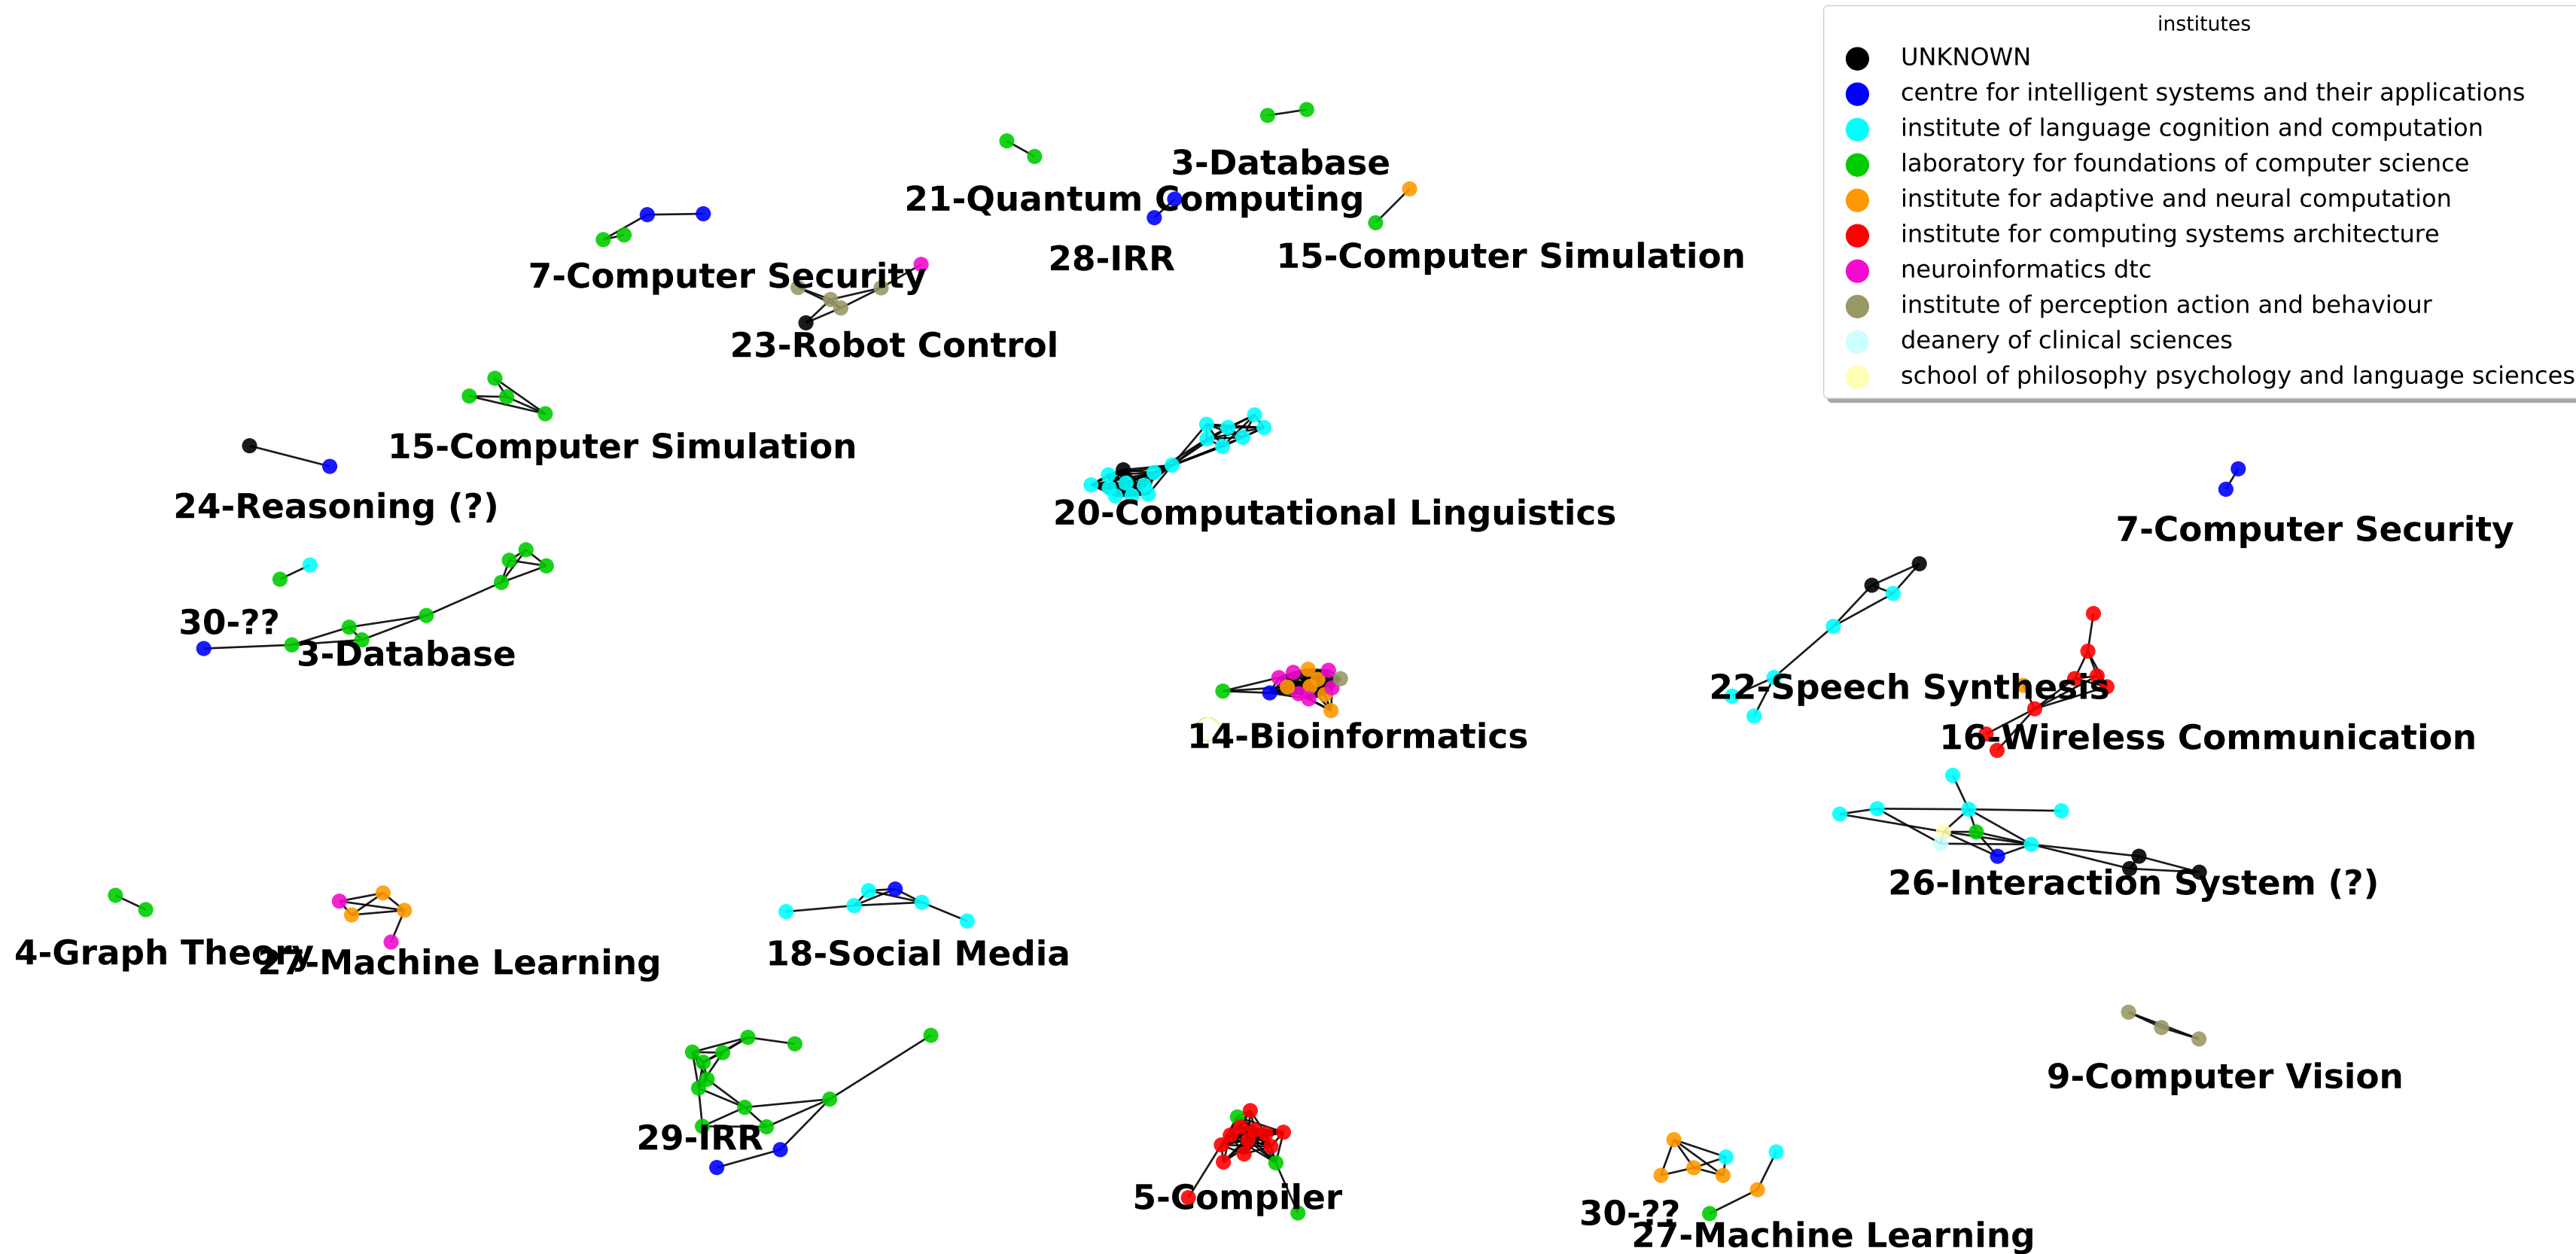 institutes
UNKNOWN
centre for intelligent systems and their applications
institute of language cognition and computation
laboratory for foundations of computer science
institute for adaptive and neural computation
institute for computing systems architecture
neuroinformatics dtc
institute of perception action and behaviour
deanery of clinical sciences
school of philosophy psychology and language sciences
3-Database
21-Quantum Computing
28-IRR
15-Computer Simulation
7-Computer Security
23-Robot Control
15-Computer Simulation
24-Reasoning (?)
20-Computational Linguistics
7-Computer Security
30-??
3-Database
22-Speech Synthesis
14-Bioinformatics
16-Wireless Communication
26-Interaction System (?)
4-Graph Theory
27-Machine Learning
18-Social Media
9-Computer Vision
29-IRR
5-Compiler
30-??
27-Machine Learning